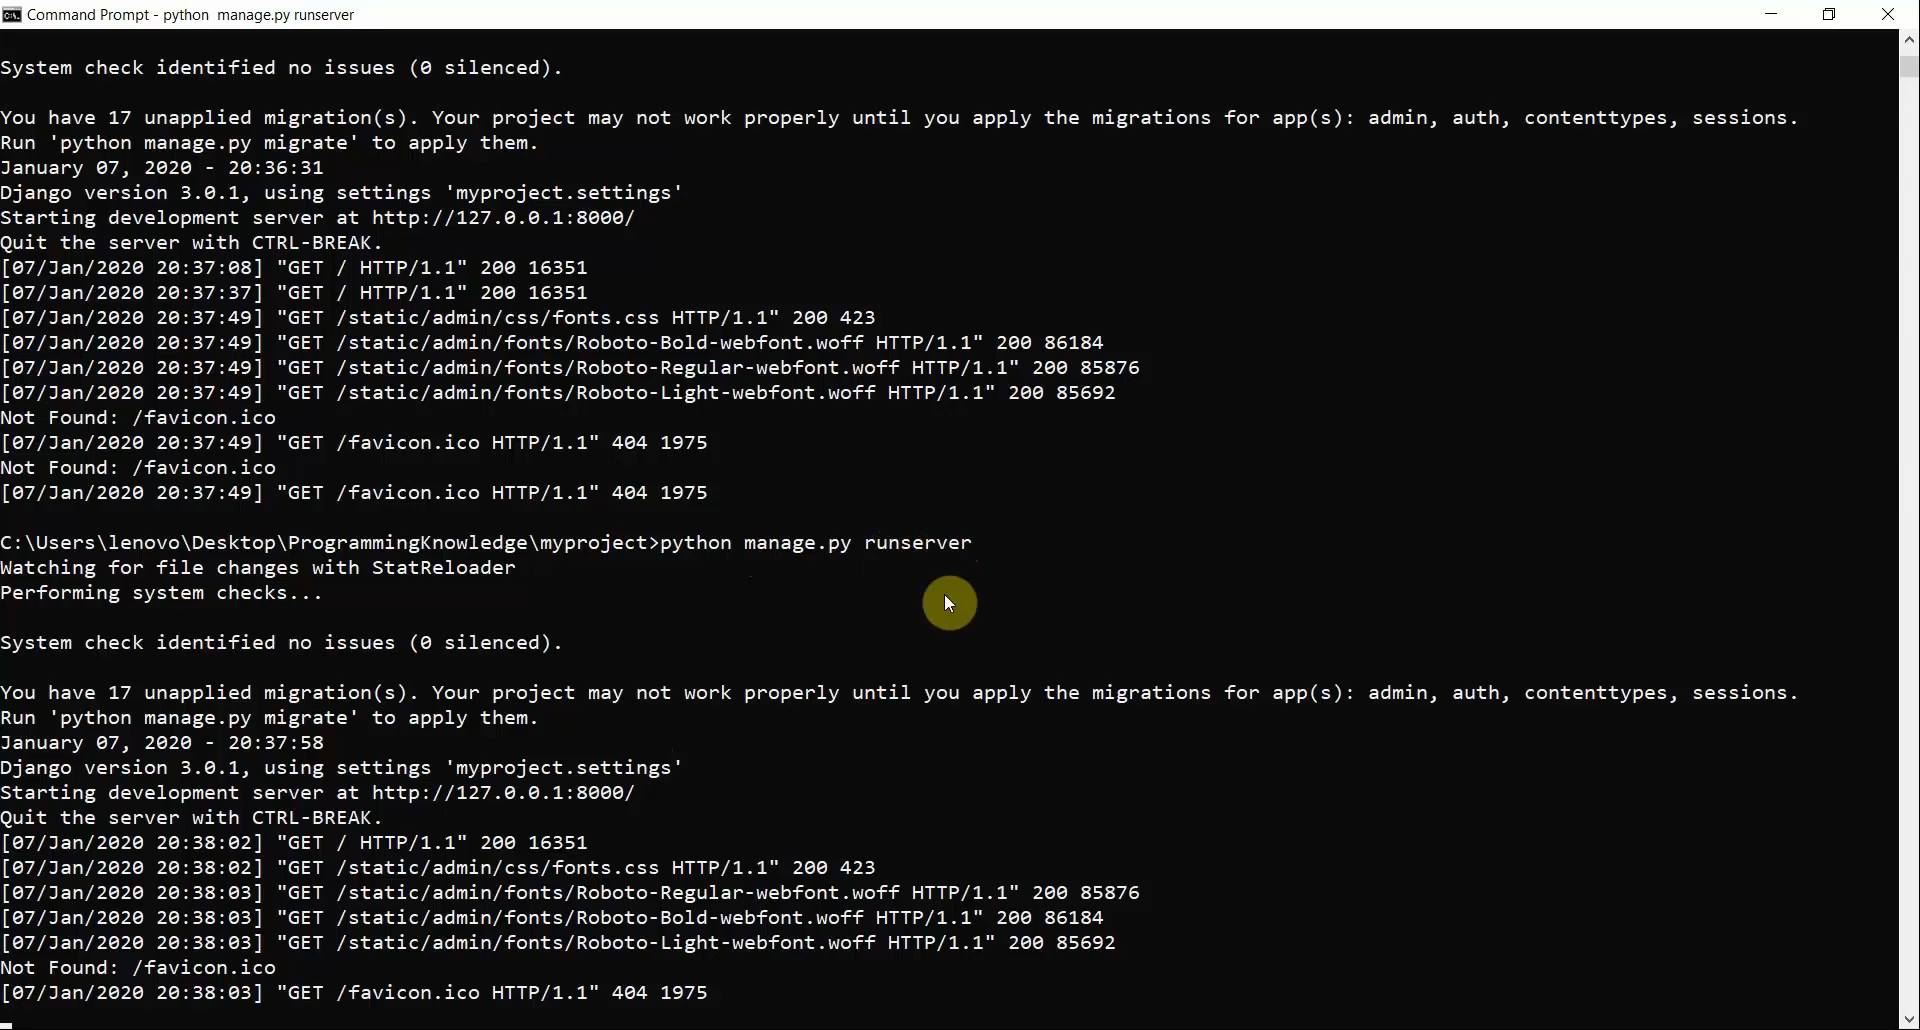 Command Prompt - python  manage.py runserver
System check identified no issues (0 silenced).
You have 17 unapplied migration(s). Your project may not work properly until you apply the migrations for app(s): admin, auth, contenttypes, sessions.
Run 'python manage.py migrate' to apply them.
January 07, 2020 - 20:36:31
Django version 3.0.1, using settings 'myproject.settings'
Starting development server at http://127.0.0.1:8000/
Quit the server with CTRL-BREAK.
[07/Jan/2020 20:37:08] "GET / HTTP/1.1" 200 16351
[07/Jan/2020 20:37:37] "GET / HTTP/1.1" 200 16351
[07/Jan/2020 20:37:49] "GET /static/admin/css/fonts.css HTTP/1.1" 200 423
[07/Jan/2020 20:37:49] "GET /static/admin/fonts/Roboto-Bold-webfont.woff HTTP/1.1" 200 86184
[07/Jan/2020 20:37:49] "GET /static/admin/fonts/Roboto-Regular-webfont.woff HTTP/1.1" 200 85876
[07/Jan/2020 20:37:49] "GET /static/admin/fonts/Roboto-Light-webfont.woff HTTP/1.1" 200 85692
Not Found: /favicon.ico
[07/Jan/2020 20:37:49] "GET /favicon.ico HTTP/1.1" 404 1975
Not Found: /favicon.ico
[07/Jan/2020 20:37:49] "GET /favicon.ico HTTP/1.1" 404 1975
C:\Users\lenovo\Desktop\ProgrammingKnowledge\myproject>python manage.py runserver
Watching for file changes with StatReloader
Performing system checks...
System check identified no issues (0 silenced).
You have 17 unapplied migration(s). Your project may not work properly until you apply the migrations for app(s): admin, auth, contenttypes, sessions.
Run 'python manage.py migrate' to apply them.
January 07, 2020 - 20:37:58
Django version 3.0.1, using settings 'myproject.settings'
Starting development server at http://127.0.0.1:8000/
Quit the server with CTRL-BREAK.
[07/Jan/2020 20:38:02] "GET / HTTP/1.1" 200 16351
[07/Jan/2020 20:38:02] "GET /static/admin/css/fonts.css HTTP/1.1" 200 423
[07/Jan/2020 20:38:03] "GET /static/admin/fonts/Roboto-Regular-webfont.woff HTTP/1.1" 200 85876
[07/Jan/2020 20:38:03] "GET /static/admin/fonts/Roboto-Bold-webfont.woff HTTP/1.1" 200 86184
[07/Jan/2020 20:38:03] "GET /static/admin/fonts/Roboto-Light-webfont.woff HTTP/1.1" 200 85692
Not Found: /favicon.ico
[07/Jan/2020 20:38:03] "GET /favicon.ico HTTP/1.1" 404 1975